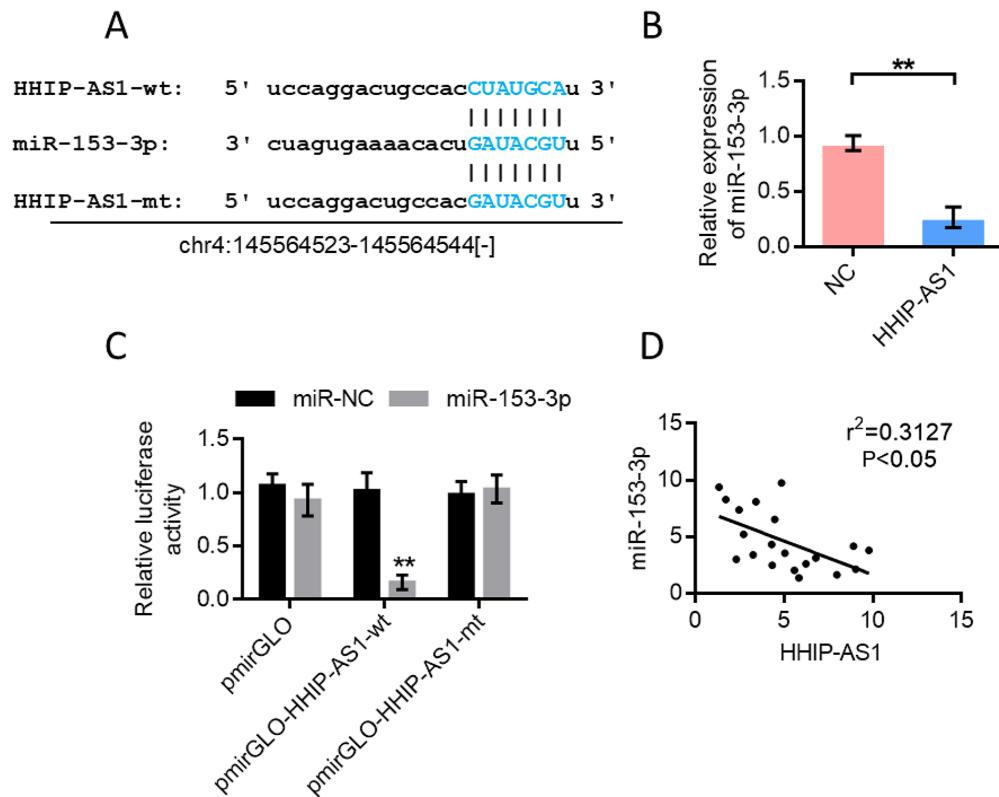 A
HHIP-AS1-wt: 5' uccaggacugccacCUAUGCAu 3'
| | | | | | |
miR-153-3p: 3' cuagugaaaacacuGAUACGUu 5'
| | | | | | |
HHIP-AS1-mt: 5' uccaggacugccacGAUACGUu 3'
chr4:145564523-145564544[-]
B
**
Relative expression
of miR-153-3p
1.5
1.0
0.5
0.0
NC
HHIP-AS1
C
miR-NC
miR-153-3p
Relative luciferase
activity
1.5
1.0
0.5
0.0
**
pmirGLO
pmirGLO-HHIP-AS1-wt
pmirGLO-HHIP-AS1-mt
D
r²=0.3127
P<0.05
miR-153-3p
15
10
5
0
0 5 10 15
HHIP-AS1